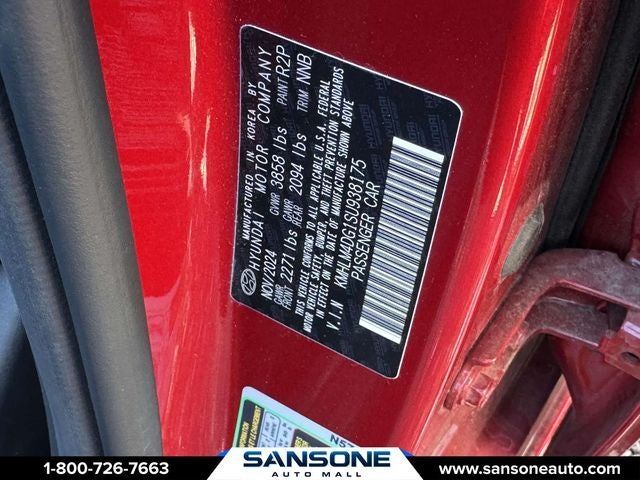 MANUFACTURED IN KOREA BY
HYUNDAI MOTOR COMPANY
NOV/2024 GVWR 3858 lbs PAINT R2P
GAWR FRONT 2271 lbs GAWR REAR 2094 lbs TRIM NNB
THIS VEHICLE CONFORMS TO ALL APPLICABLE U.S.A. FEDERAL
MOTOR VEHICLE SAFETY, BUMPER, AND THEFT PREVENTION STANDARDS
IN EFFECT ON THE DATE OF MANUFACTURE SHOWN ABOVE
V.I.N KMHLM4DG1SU938175
PASSENGER CAR
1-800-726-7663
SANSONE
AUTO MALL
www.sansoneauto.com